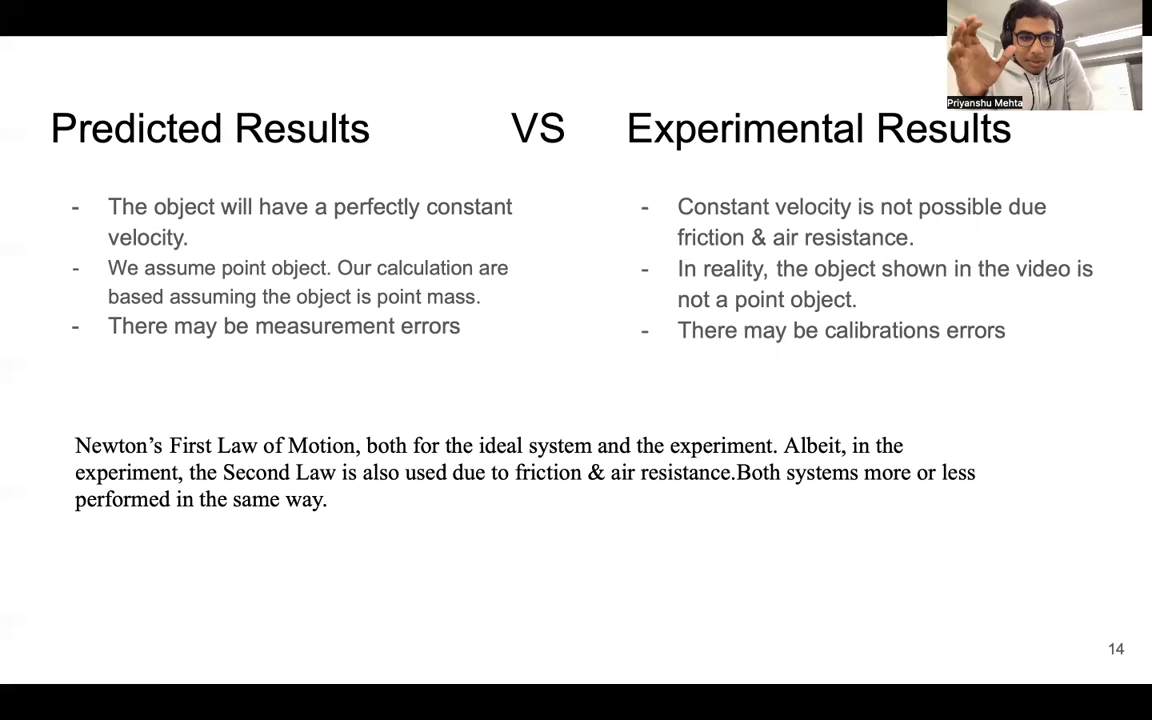 Priyanshu Mehta
Predicted Results VS Experimental Results
- The object will have a perfectly constant
velocity.
- We assume point object. Our calculation are
based assuming the object is point mass.
- There may be measurement errors
- Constant velocity is not possible due
friction & air resistance.
- In reality, the object shown in the video is
not a point object.
- There may be calibrations errors
Newton’s First Law of Motion, both for the ideal system and the experiment. Albeit, in the
experiment, the Second Law is also used due to friction & air resistance.Both systems more or less
performed in the same way.
14